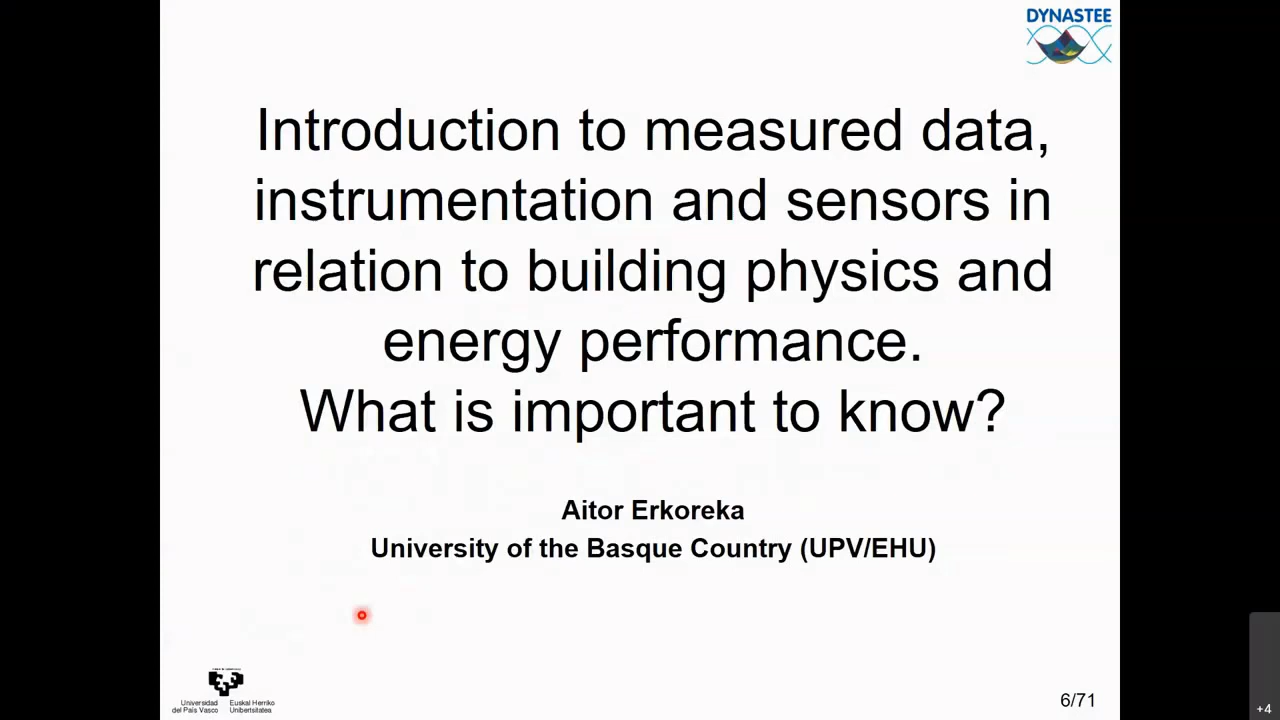 DYNASTEE
Introduction to measured data,
instrumentation and sensors in
relation to building physics and
energy performance.
What is important to know?
Aitor Erkoreka
University of the Basque Country (UPV/EHU)
Universidad Euskal Herriko
del País Vasco Unibertsitatea
6/71
+4